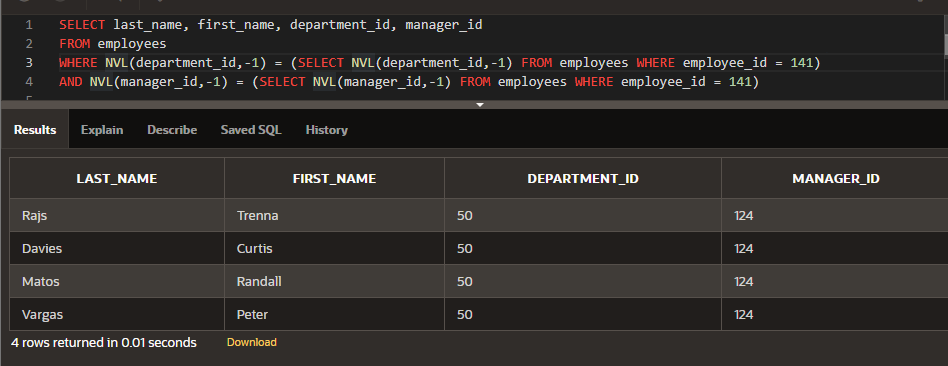 1 SELECT last_name, first_name, department_id, manager_id
2 FROM employees
3 WHERE NVL(department_id,-1) = (SELECT NVL(department_id,-1) FROM employees WHERE employee_id = 141)
4 AND NVL(manager_id,-1) = (SELECT NVL(manager_id,-1) FROM employees WHERE employee_id = 141)
Results Explain Describe Saved SQL History
LAST_NAME FIRST_NAME DEPARTMENT_ID MANAGER_ID
Rajs Trenna 50 124
Davies Curtis 50 124
Matos Randall 50 124
Vargas Peter 50 124
4 rows returned in 0.01 seconds Download